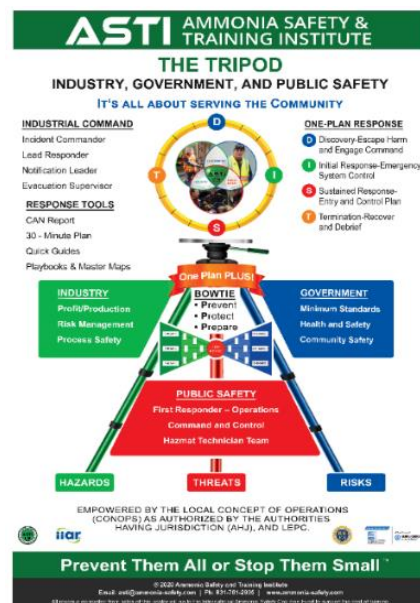 ASTI AMMONIA SAFETY &
TRAINING INSTITUTE
THE TRIPOD
INDUSTRY, GOVERNMENT, AND PUBLIC SAFETY
IT'S ALL ABOUT SERVING THE COMMUNITY
INDUSTRIAL COMMAND
Incident Commander
Lead Responder
Notification Leader
Evacuation Supervisor
RESPONSE TOOLS
CAN Report
30 - Minute Plan
Quick Guides
Playbooks & Master Maps
D
T
I
S
ONE-PLAN RESPONSE
D Discovery-Escape Harm
and Engage Command
I Initial Response-Emergency
System Control
S Sustained Response-
Entry and Control Plan
T Termination-Recover
and Debrief
One Plan PLUS!
INDUSTRY
Profit/Production
Risk Management
Process Safety
BOWTIE
• Prevent
• Protect
• Prepare
GOVERNMENT
Minimum Standards
Health and Safety
Community Safety
PUBLIC SAFETY
First Responder – Operations
Command and Control
Hazmat Technician Team
HAZARDS
THREATS
RISKS
EMPOWERED BY THE LOCAL CONCEPT OF OPERATIONS
(CONOPS) AS AUTHORIZED BY THE AUTHORITIES
HAVING JURISDICTION (AHJ), AND LEPC.
iiar
Prevent Them All or Stop Them Small™
Ammonia Safety and Training Institute
Email: asti@ammonia-safety.com